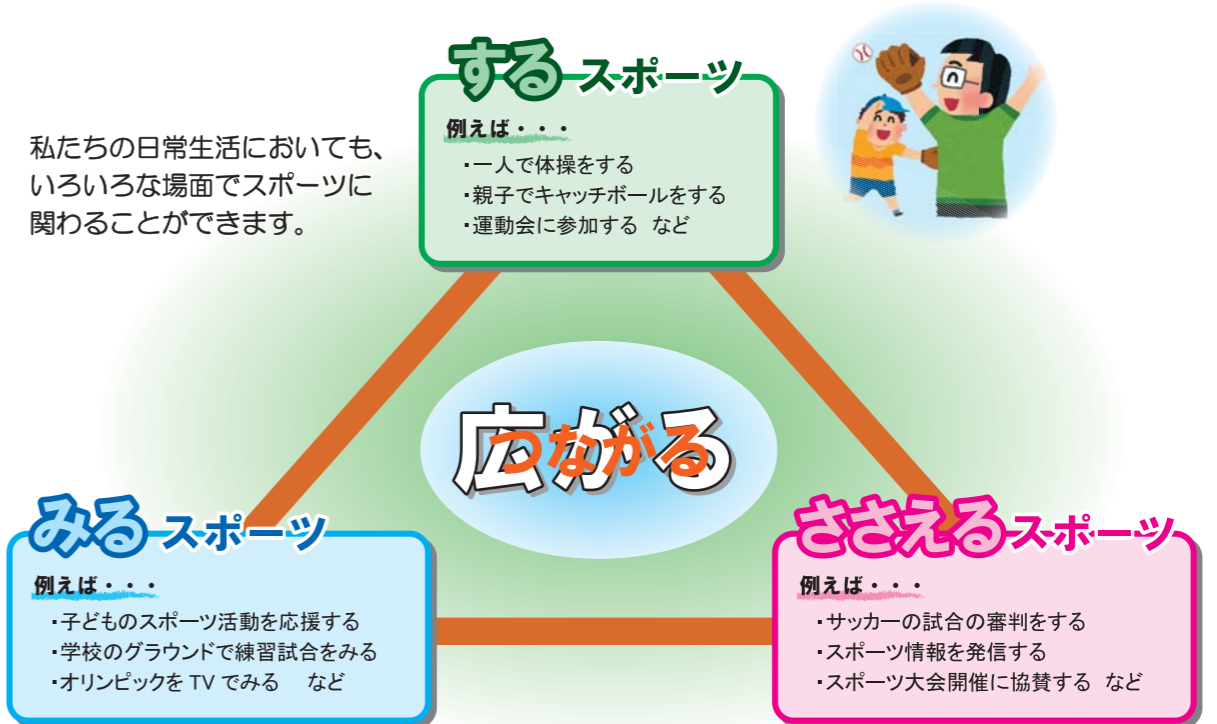 するスポーツ
例えば・・・
・一人で体操をする
・親子でキャッチボールをする
・運動会に参加する など
私たちの日常生活においても、
いろいろな場面でスポーツに
関わることができます。
広がる
つながる
みるスポーツ
例えば・・・
・子どものスポーツ活動を応援する
・学校のグラウンドで練習試合をみる
・オリンピックを TV でみる など
ささえるスポーツ
例えば・・・
・サッカーの試合の審判をする
・スポーツ情報を発信する
・スポーツ大会開催に協賛する など